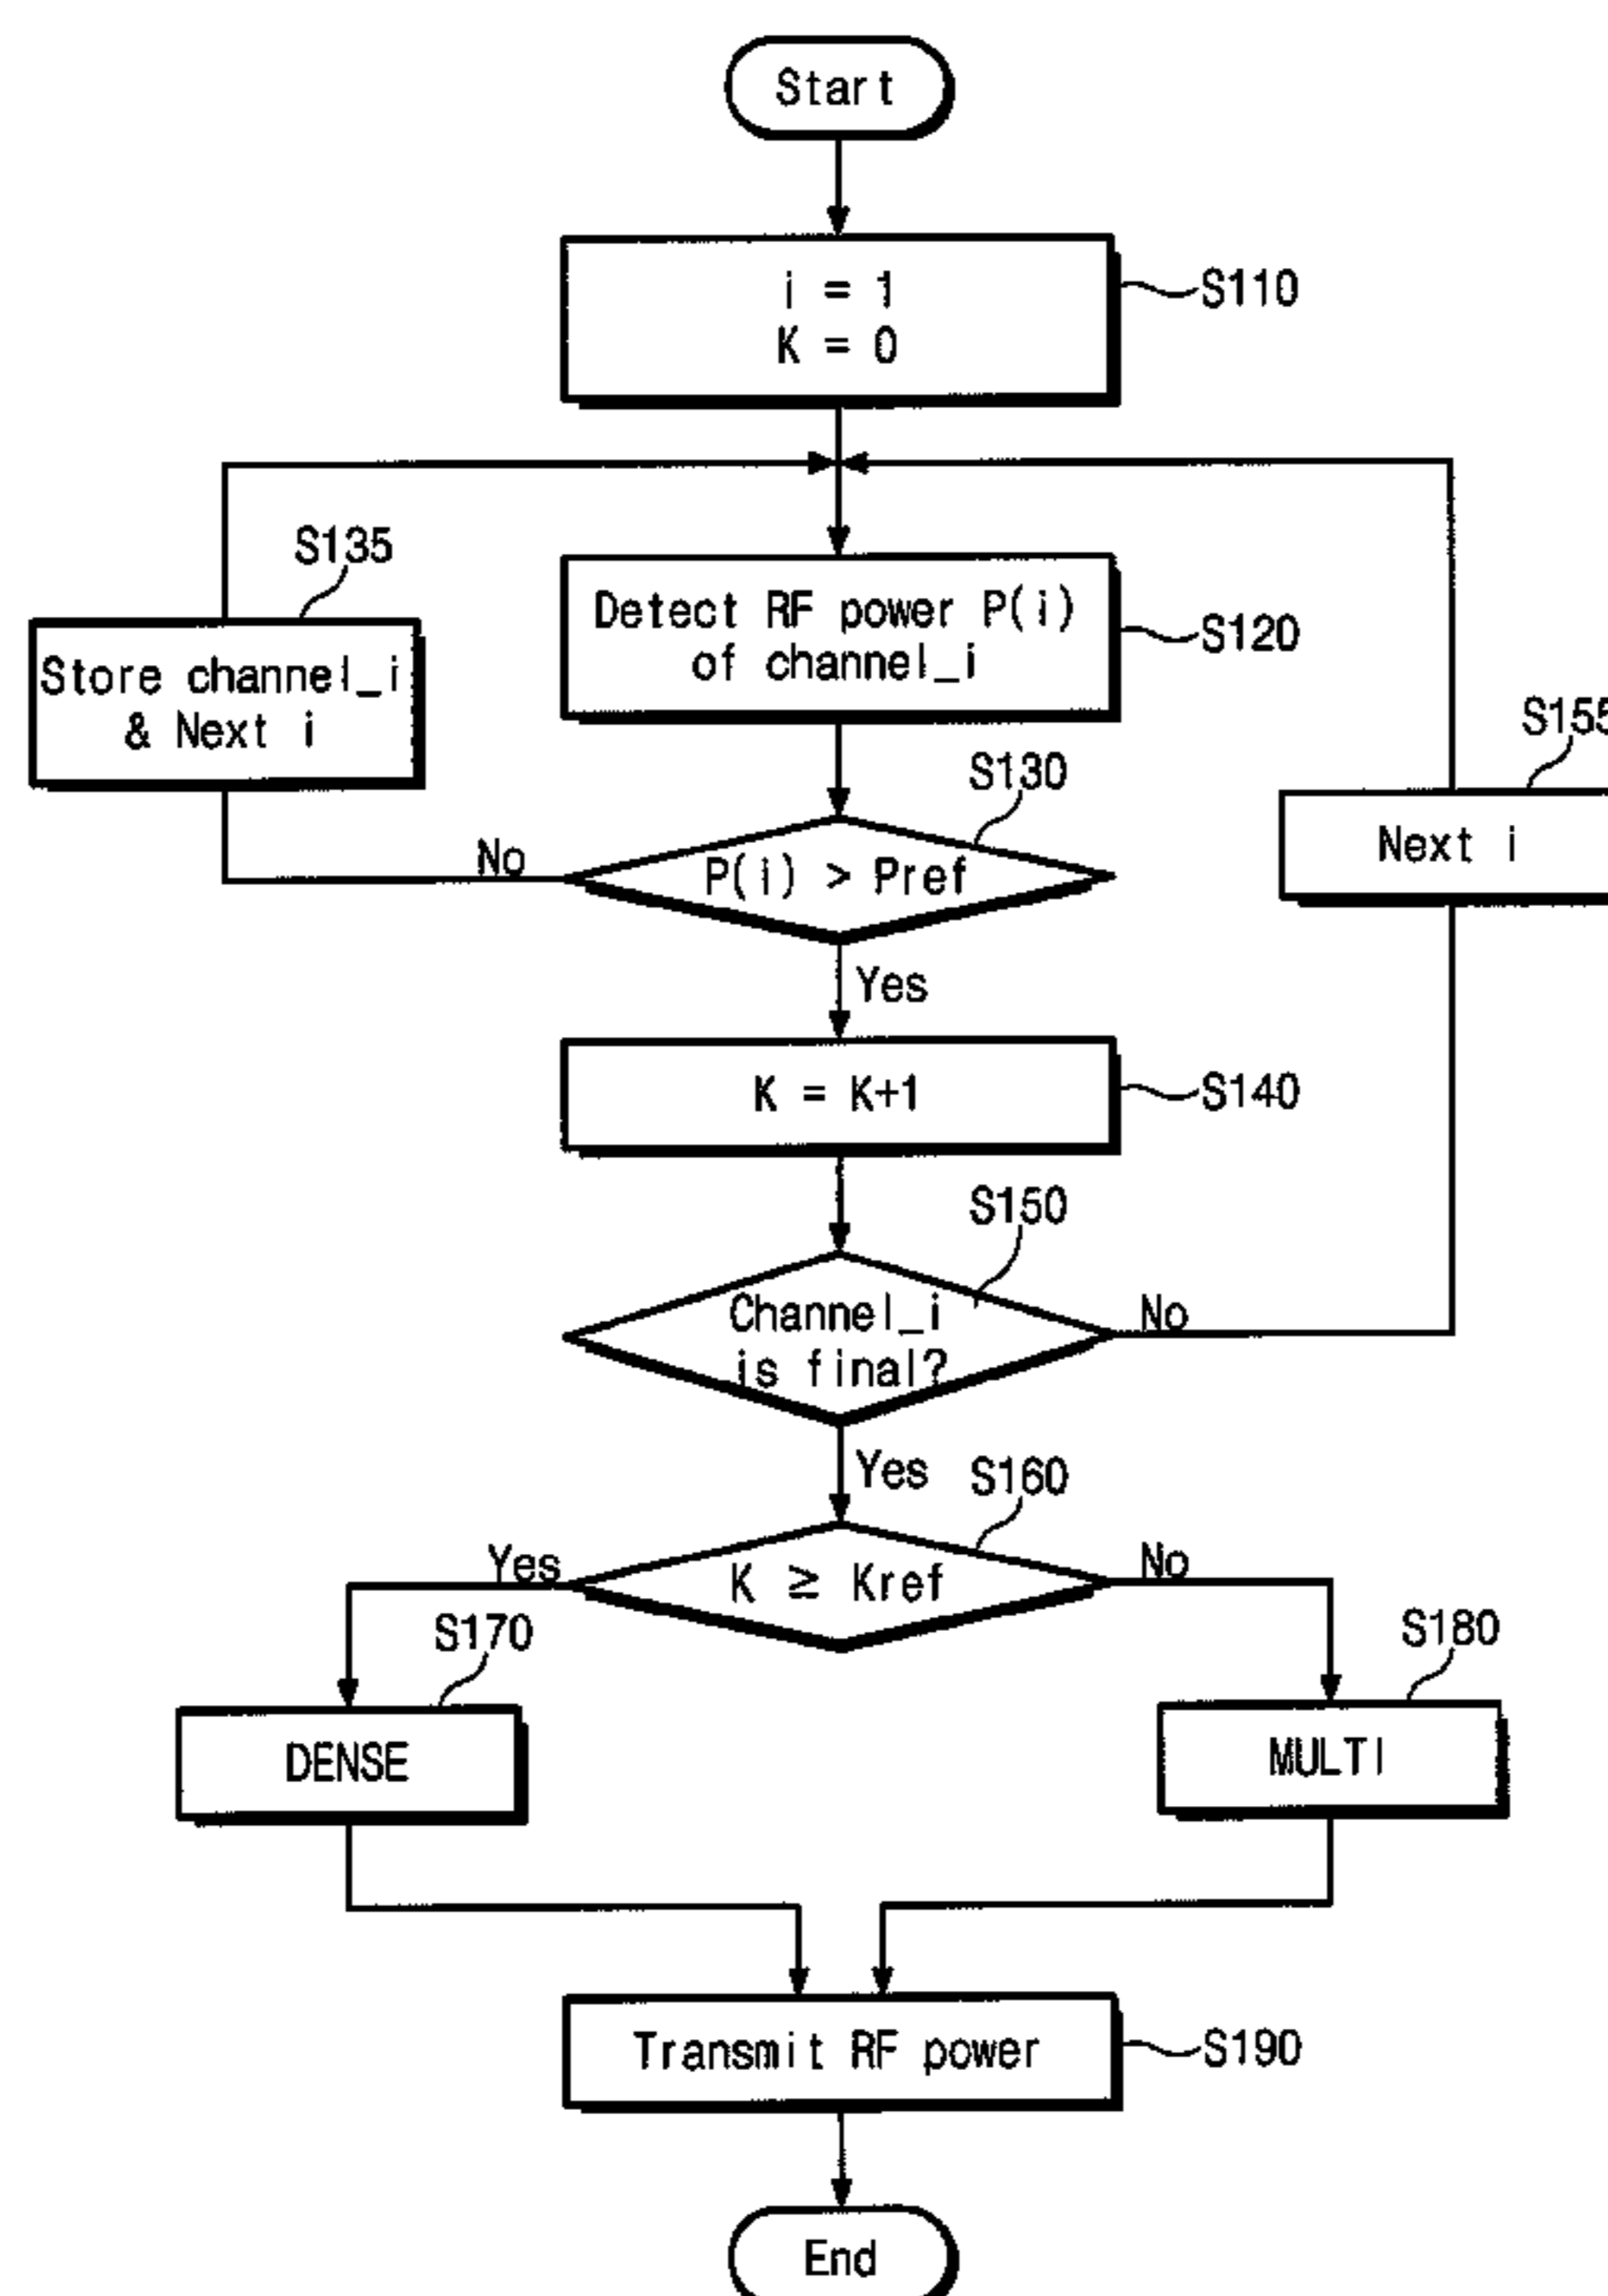 Start
i = 1
K = 0
S110
S135
Store channel_i
& Next i
Detect RF power P(i)
of channel_i
S120
S155
Next i
S130
No
P(i) > Pref
Yes
K = K+1
S140
S150
Channel_i
is final?
No
Yes
S160
Yes
K ≥ Kref
No
S170
S180
DENSE
MULTI
Transmit RF power
S190
End